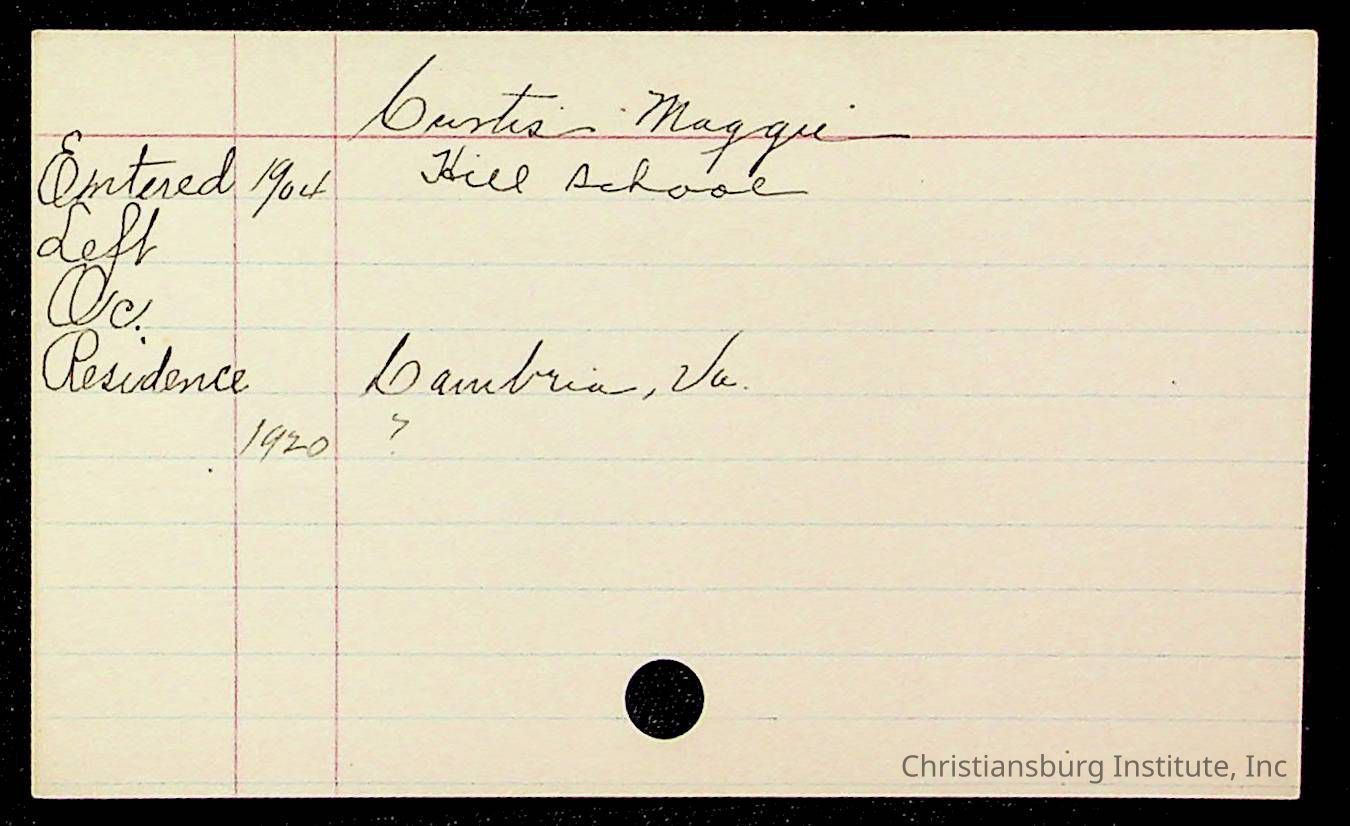 Curtis Maggie
Entered 1904 Hill School
Left
Oc.
Residence Cambria, Va.
1920 ?
Christiansburg Institute, Inc